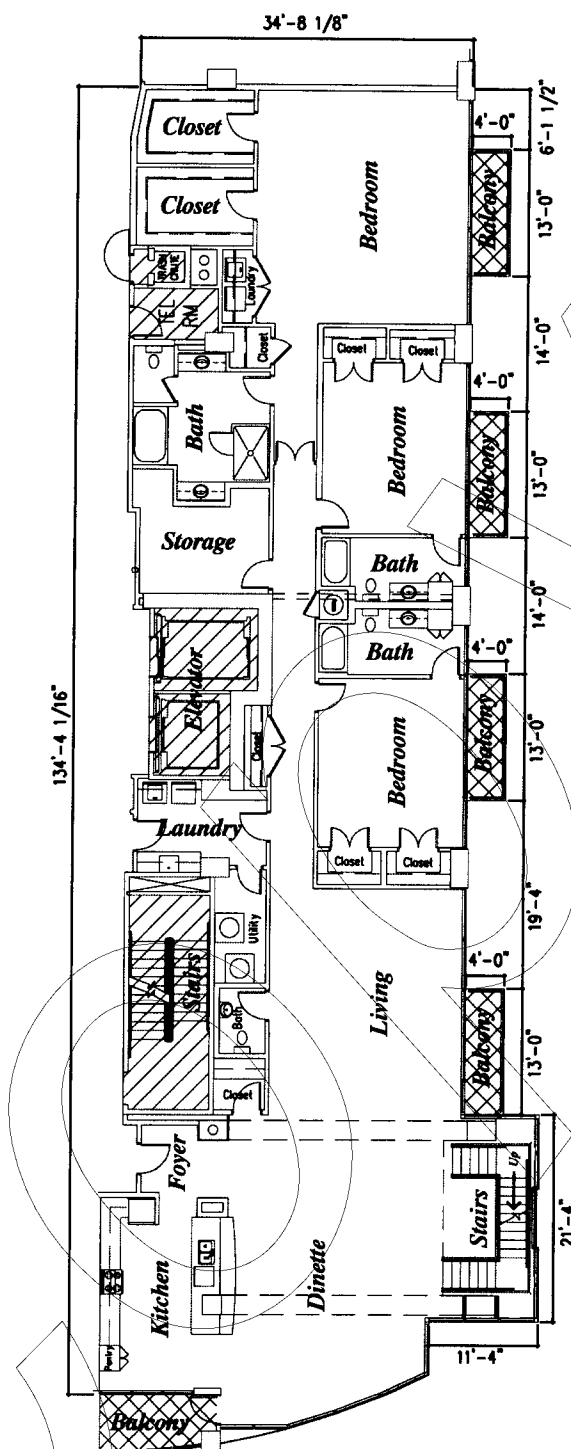 34'-8 1/8"
6'-1 1/2"
4'-0"
Closet
Closet
Bedroom
Balcony
13'-0"
TRASH
CHUTE
Laundry
TEL
RM
Closet
14'-0"
Closet
Closet
4'-0"
Bath
Bedroom
Balcony
13'-0"
Storage
Bath
14'-0"
Bath
4'-0"
134'-4 1/16"
Elevator
Closet
Bedroom
Balcony
13'-0"
Laundry
Closet
Closet
19'-4"
Utility
Stairs
Living
4'-0"
Bath
Balcony
13'-0"
Closet
Foyer
Up
Stairs
21'-4"
Kitchen
Dinette
Pantry
11'-4"
Balcony